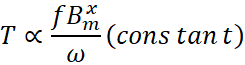 T ∝ fB_m^x / ω (cons tan t)